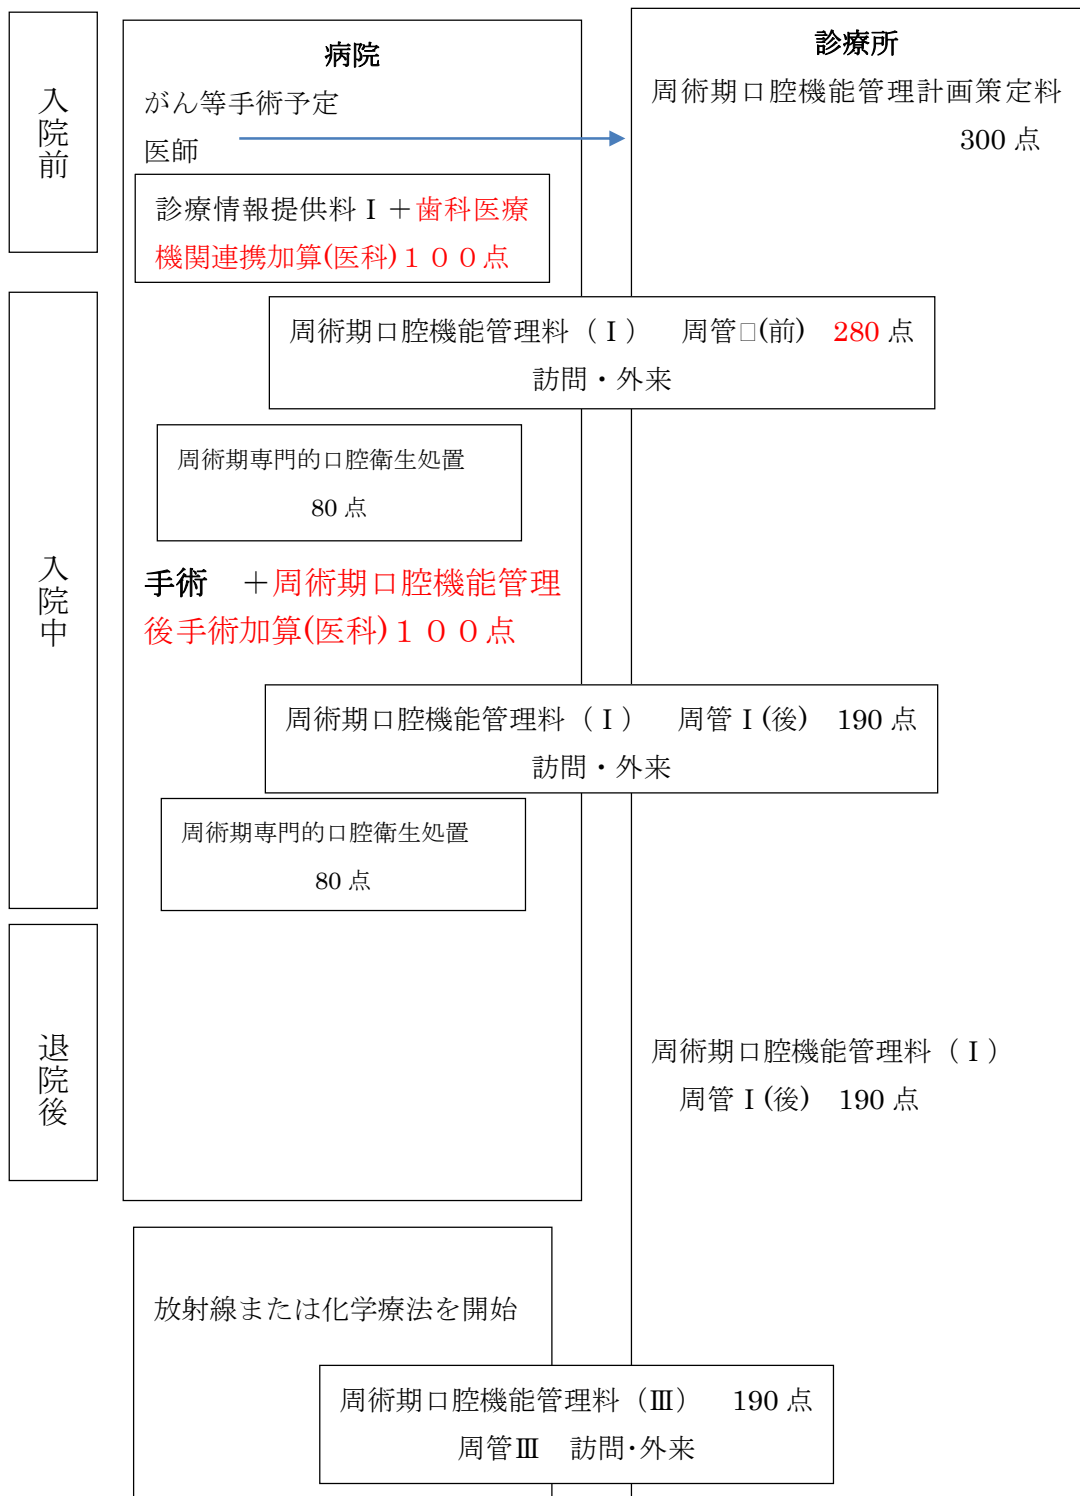 入院前
病院
がん等手術予定
医師
診療情報提供料Ⅰ＋歯科医療
機関連携加算(医科)１００点
診療所
周術期口腔機能管理計画策定料
300 点
入院中
周術期口腔機能管理料（Ⅰ）　周管□(前)　280 点
訪問・外来
周術期専門的口腔衛生処置
80 点
手術　＋周術期口腔機能管理
後手術加算(医科)１００点
周術期口腔機能管理料（Ⅰ）　周管Ⅰ(後)　190 点
訪問・外来
周術期専門的口腔衛生処置
80 点
退院後
周術期口腔機能管理料（Ⅰ）
周管Ⅰ(後)　190 点
放射線または化学療法を開始
周術期口腔機能管理料（Ⅲ）　190 点
周管Ⅲ　訪問･外来